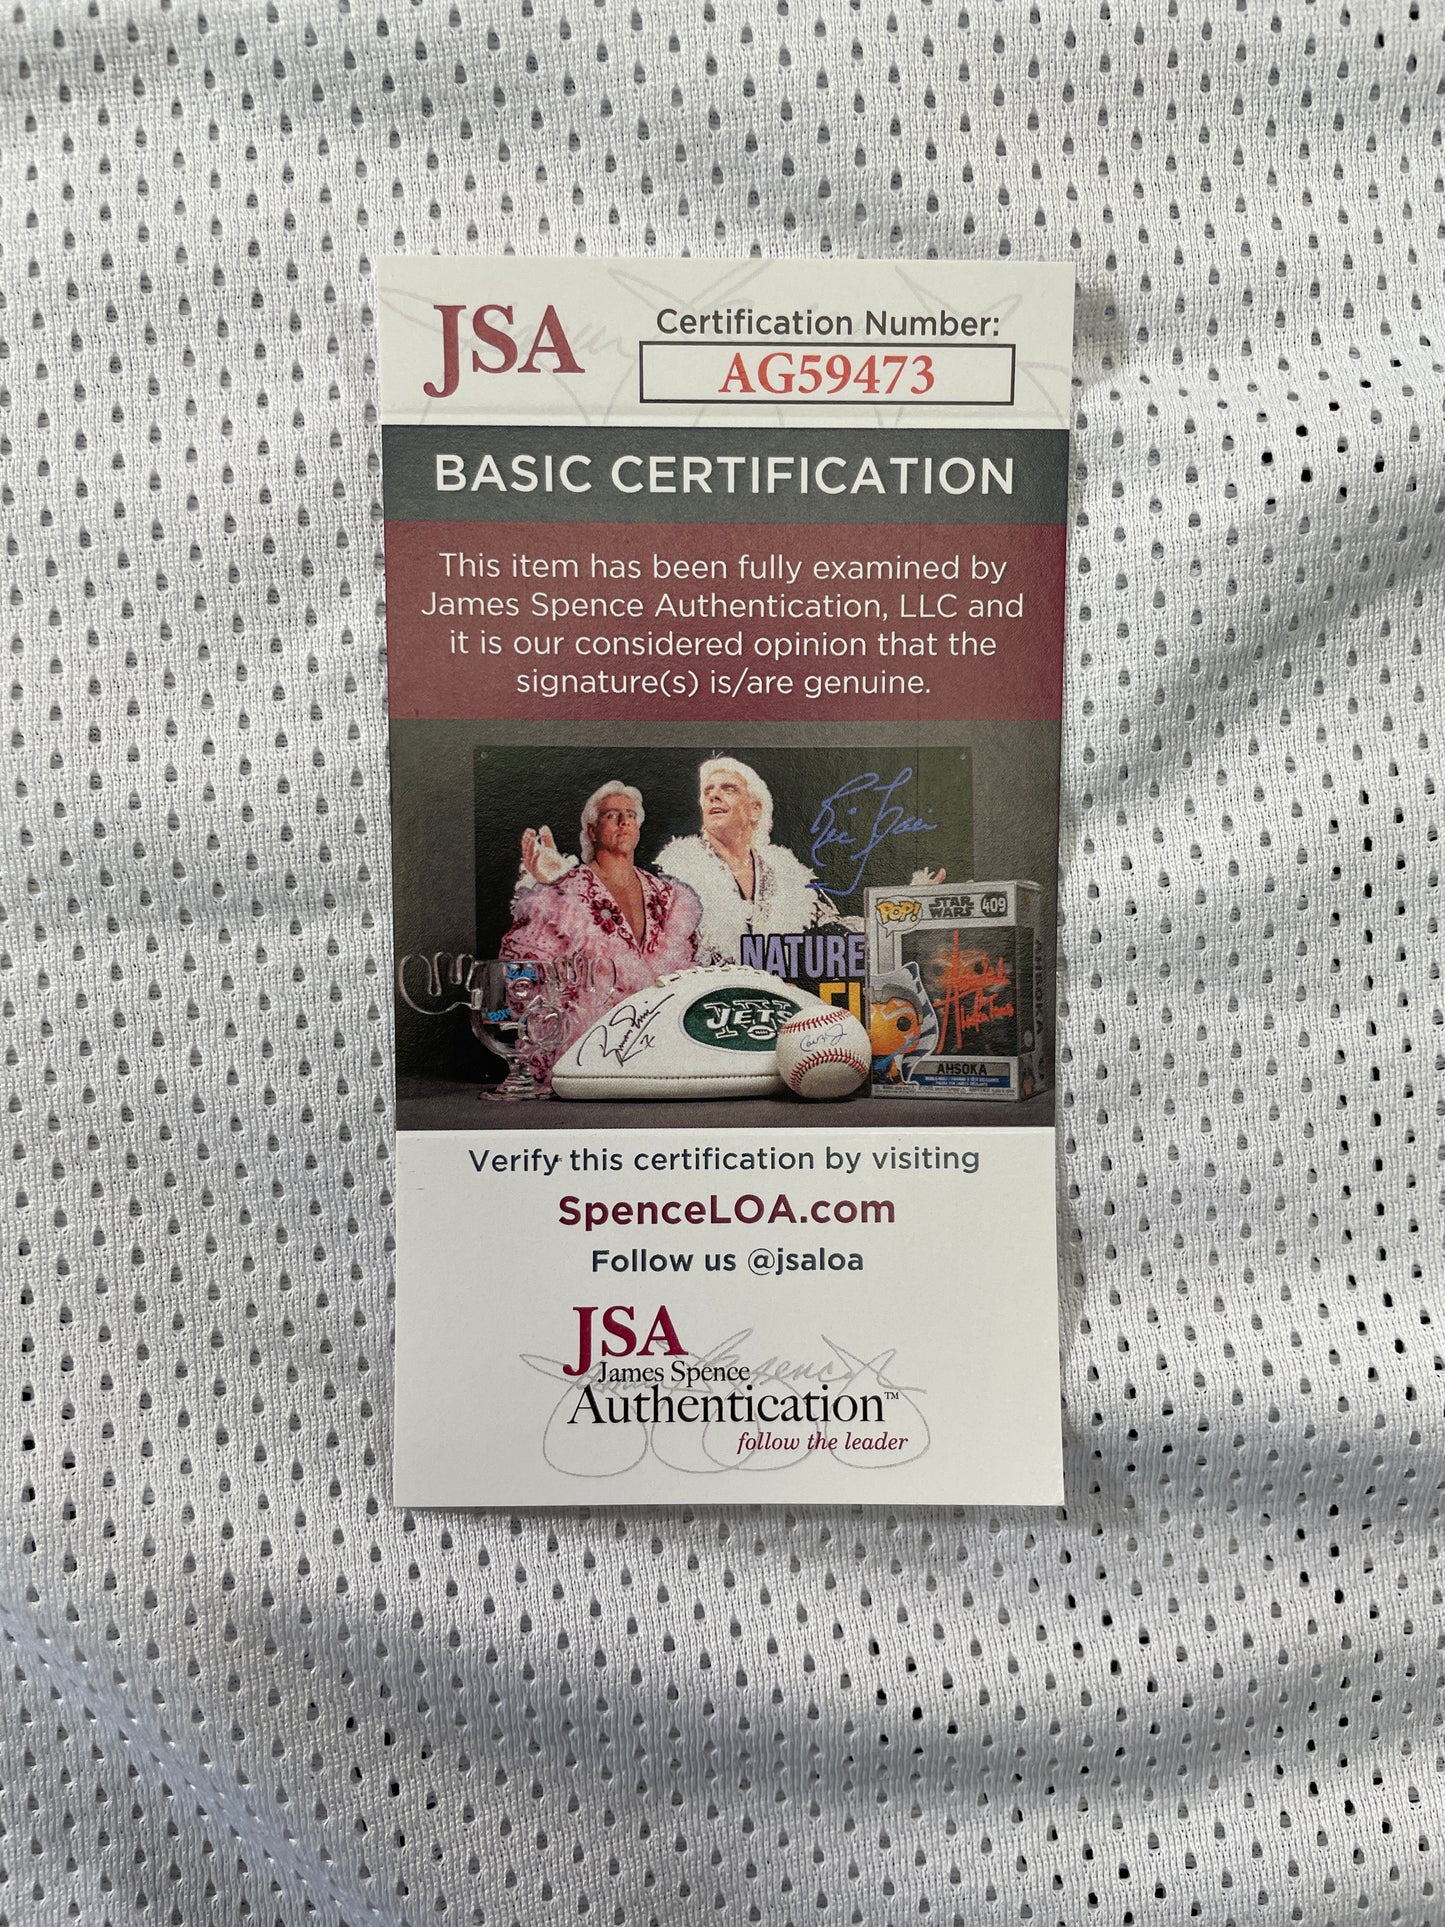 JSA
Certification Number:
AG59473
BASIC CERTIFICATION
This item has been fully examined by
James Spence Authentication, LLC and
it is our considered opinion that the
signature(s) is/are genuine.
NATURE
POP!
STAR
WARS
409
JETS
AHSOKA
Verify this certification by visiting
SpenceLOA.com
Follow us @jsaloa
JSA
James Spence
Authentication™
follow the leader